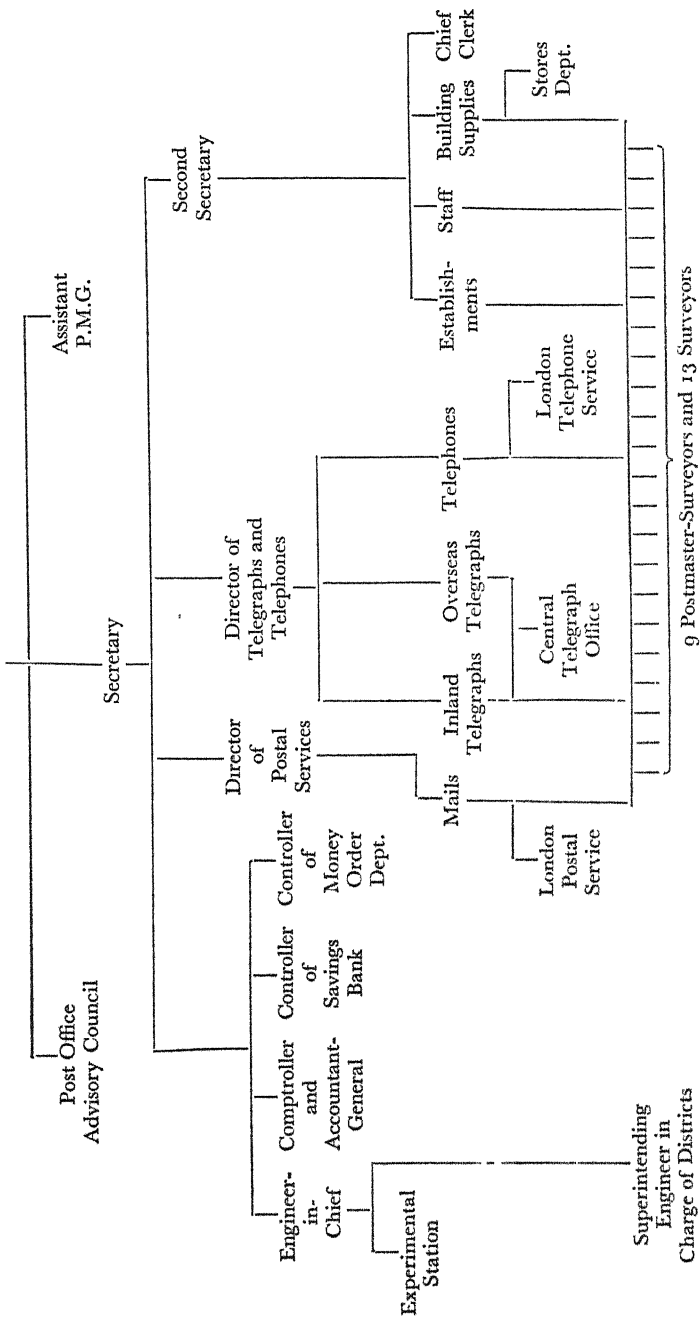 Post Office
Advisory Council
Assistant
P.M.G.
Secretary
Second
Secretary
Director
of
Postal
Services
Director of
Telegraphs and
Telephones
Engineer-
in-
Chief
Comptroller
and
Accountant-
General
Controller
of
Savings
Bank
Controller
of
Money
Order
Dept.
Mails
Inland
Telegraphs
Overseas
Telegraphs
Telephones
Establish-
ments
Staff
Building
Supplies
Chief
Clerk
Experimental
Station
London
Postal
Service
Central
Telegraph
Office
London
Telephone
Service
Stores
Dept.
Superintending
Engineer in
Charge of Districts
9 Postmaster-Surveyors and 13 Surveyors